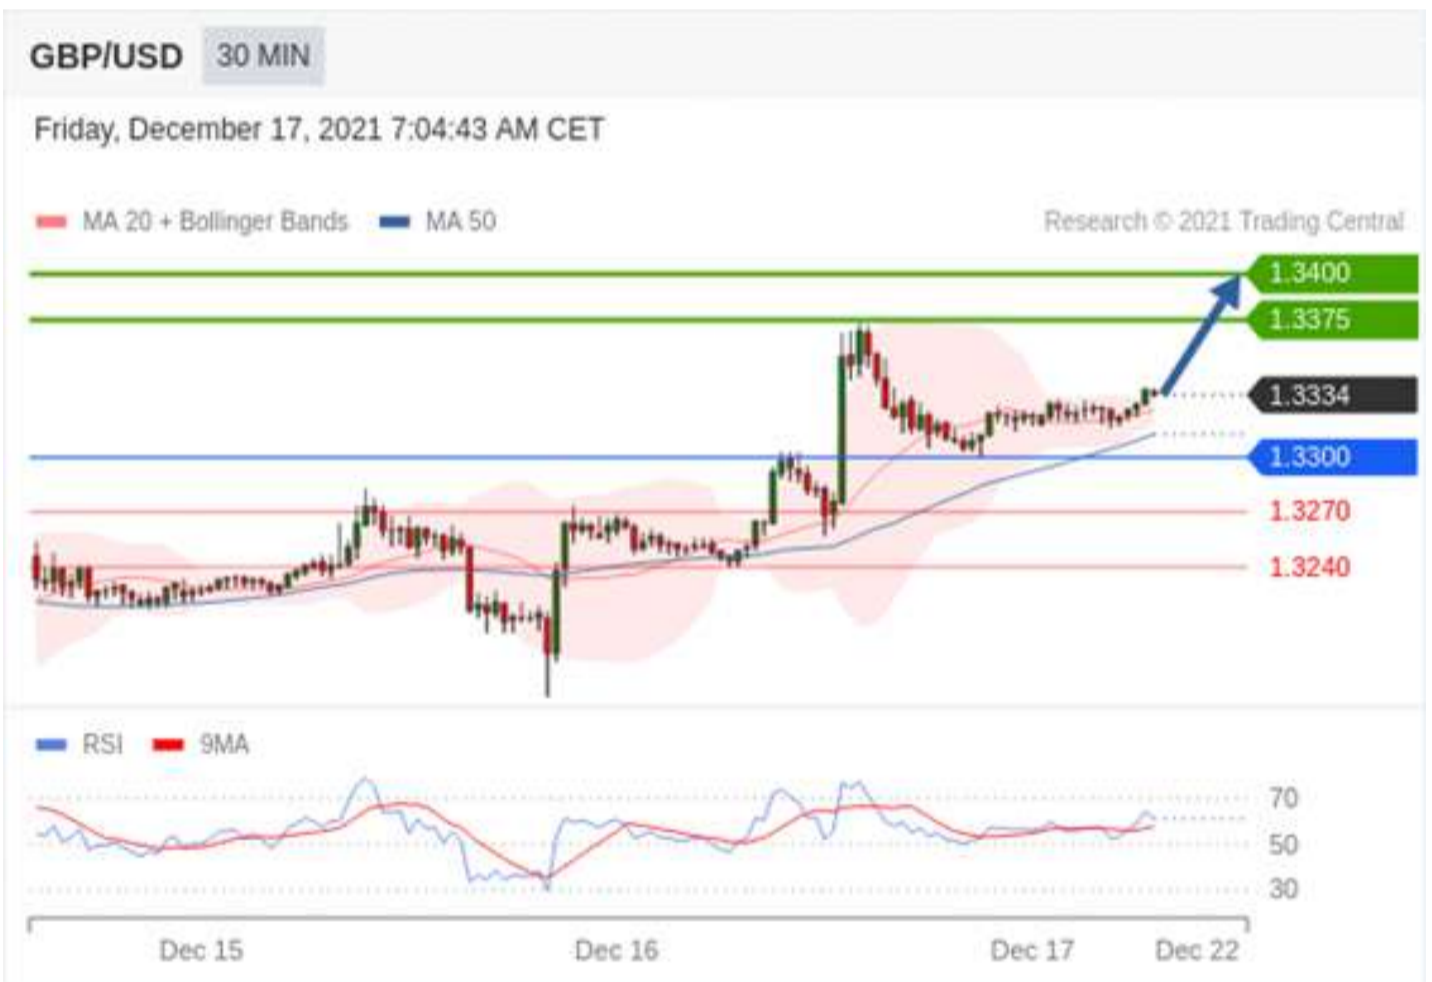 GBP/USD 30 MIN
Friday, December 17, 2021 7:04:43 AM CET
MA 20 + Bollinger Bands MA 50 Research © 2021 Trading Central
1.3400
1.3375
1.3334
1.3300
1.3270
1.3240
RSI 9MA
70
50
30
Dec 15 Dec 16 Dec 17 Dec 22